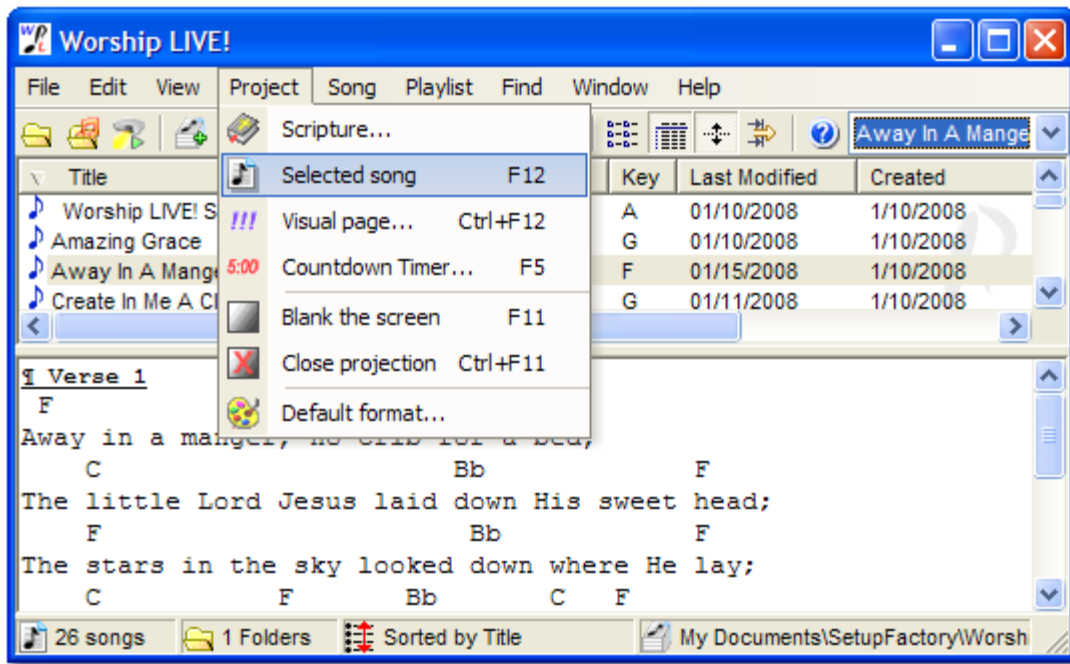 Worship LIVE!
File Edit View Project Song Playlist Find Window Help
Away In A Mange
Scripture...
Selected song F12
Visual page... Ctrl+F12
5:00 Countdown Timer... F5
Blank the screen F11
Close projection Ctrl+F11
Default format...
Title Key Last Modified Created
Worship LIVE! S A 01/10/2008 1/10/2008
Amazing Grace G 01/10/2008 1/10/2008
Away In A Mange F 01/15/2008 1/10/2008
Create In Me A Cl G 01/11/2008 1/10/2008
¶ Verse 1
F
Away in a manger, no crib for a bed,
C Bb F
The little Lord Jesus laid down His sweet head;
F Bb F
The stars in the sky looked down where He lay;
C F Bb C F
26 songs 1 Folders Sorted by Title My Documents\SetupFactory\Worsh